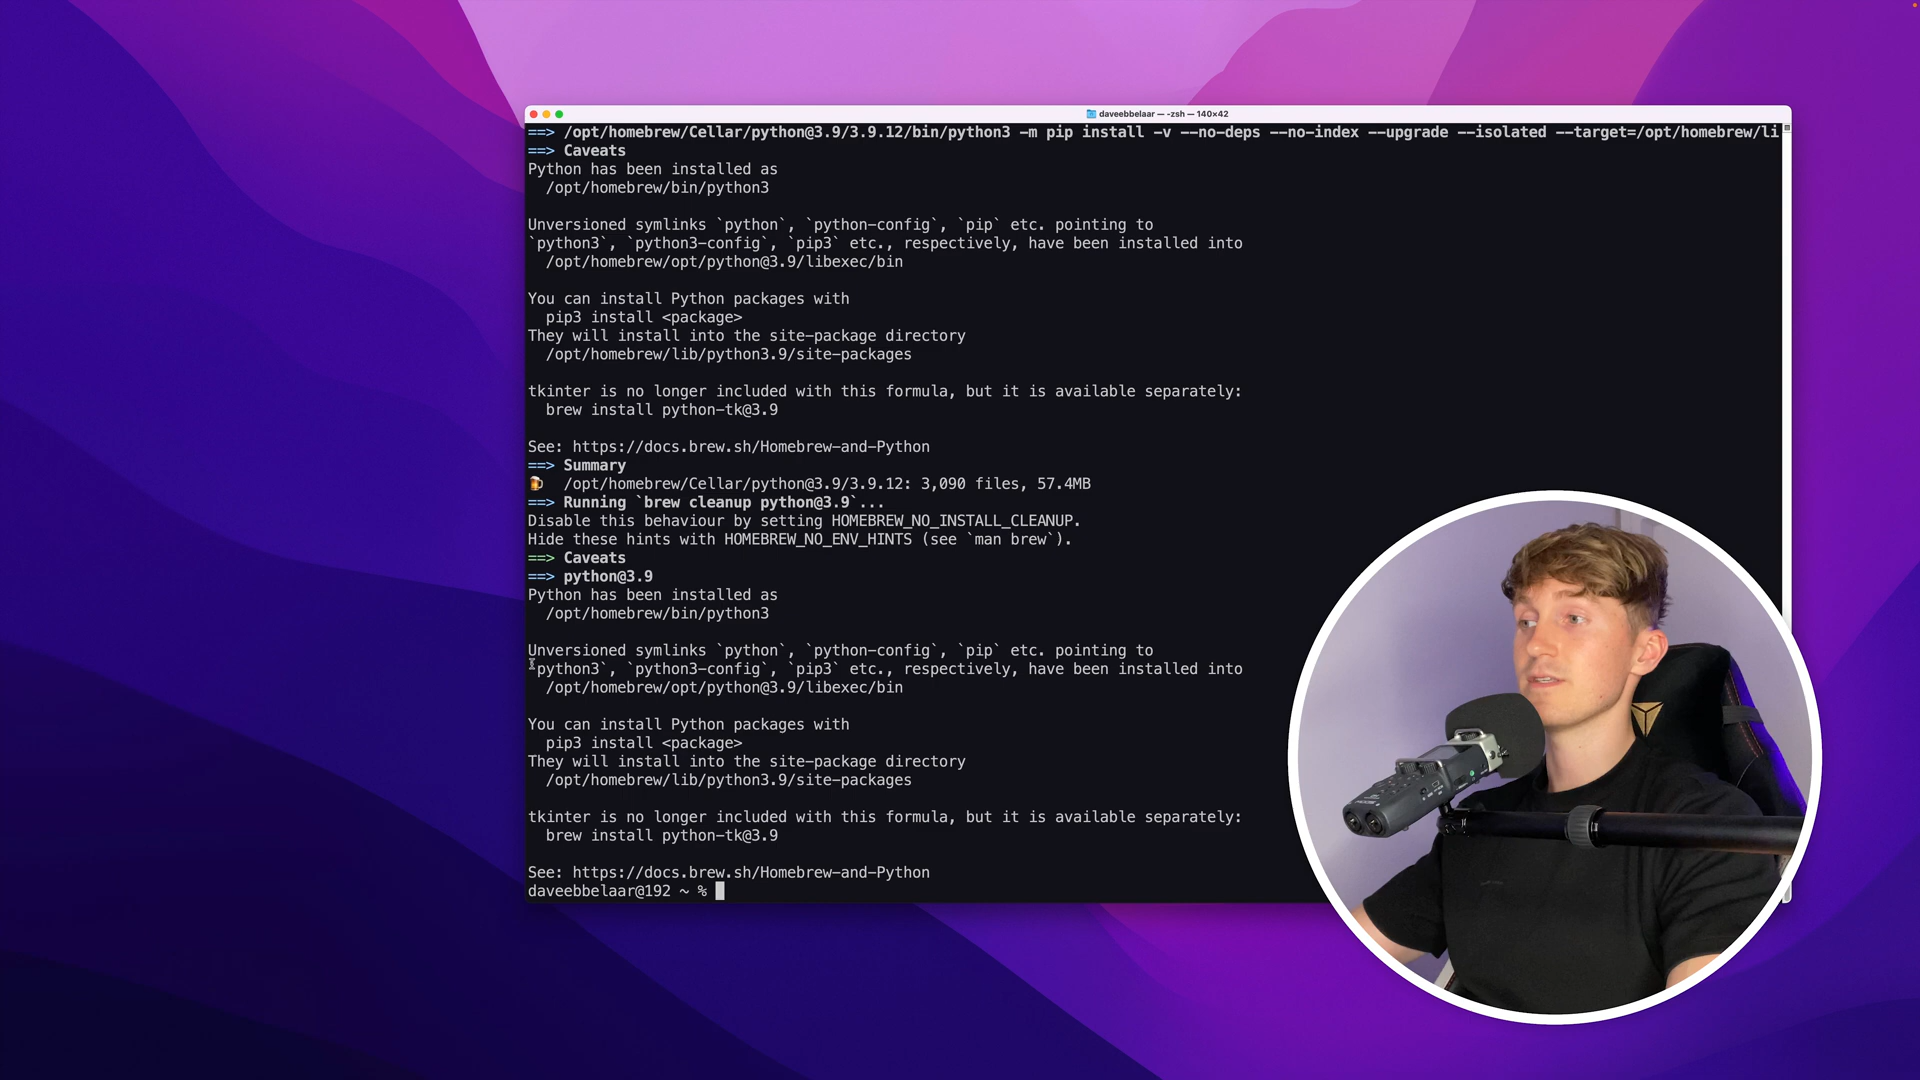 daveebbelaar — -zsh — 140×42
==> /opt/homebrew/Cellar/python@3.9/3.9.12/bin/python3 -m pip install -v --no-deps --no-index --upgrade --isolated --target=/opt/homebrew/li
==> Caveats
Python has been installed as
/opt/homebrew/bin/python3
Unversioned symlinks `python`, `python-config`, `pip` etc. pointing to
`python3`, `python3-config`, `pip3` etc., respectively, have been installed into
/opt/homebrew/opt/python@3.9/libexec/bin
You can install Python packages with
pip3 install <package>
They will install into the site-package directory
/opt/homebrew/lib/python3.9/site-packages
tkinter is no longer included with this formula, but it is available separately:
brew install python-tk@3.9
See: https://docs.brew.sh/Homebrew-and-Python
==> Summary
🍺 /opt/homebrew/Cellar/python@3.9/3.9.12: 3,090 files, 57.4MB
==> Running `brew cleanup python@3.9`...
Disable this behaviour by setting HOMEBREW_NO_INSTALL_CLEANUP.
Hide these hints with HOMEBREW_NO_ENV_HINTS (see `man brew`).
==> Caveats
==> python@3.9
Python has been installed as
/opt/homebrew/bin/python3
Unversioned symlinks `python`, `python-config`, `pip` etc. pointing to
`python3`, `python3-config`, `pip3` etc., respectively, have been installed into
/opt/homebrew/opt/python@3.9/libexec/bin
You can install Python packages with
pip3 install <package>
They will install into the site-package directory
/opt/homebrew/lib/python3.9/site-packages
tkinter is no longer included with this formula, but it is available separately:
brew install python-tk@3.9
See: https://docs.brew.sh/Homebrew-and-Python
daveebbelaar@192 ~ %